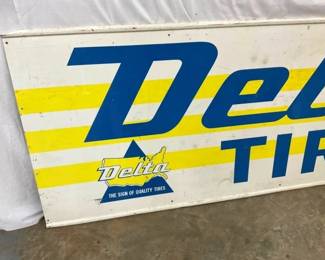 Del
TIR
Delta
THE SIGN OF QUALITY TIRES